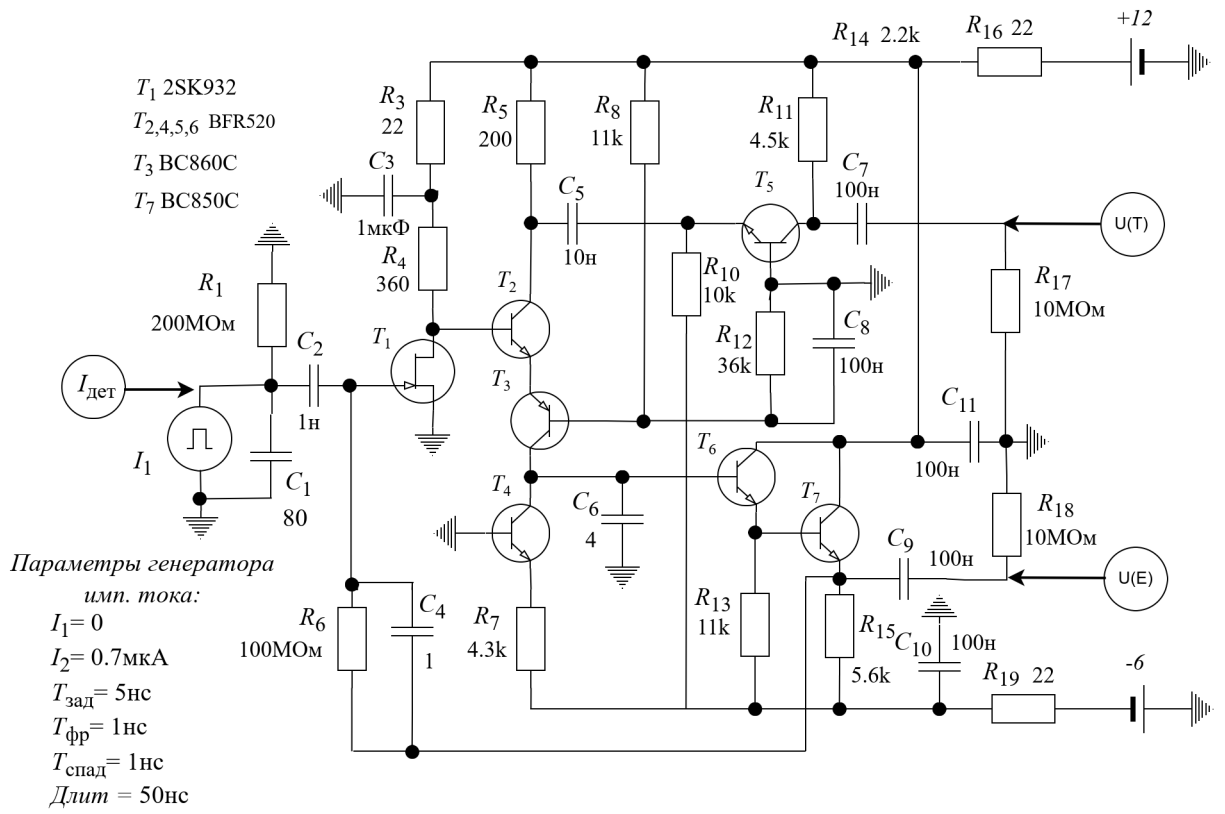 +12
R14 2.2k
R16 22
T1 2SK932
T2,4,5,6 BFR520
T3 BC860C
T7 BC850C
R3
22
R5
200
R8
11k
R11
4.5k
C3
1мкФ
C7
100н
T5
C5
10н
U(T)
R4
360
R10
10k
R17
10МОм
R1
200МОм
T2
C2
1н
T1
R12
36k
C8
100н
T3
Iдет
C11
100н
I1
C1
80
T6
T4
T7
C6
4
R18
10МОм
C9
100н
U(E)
Параметры генератора
имп. тока:
I1= 0
I2= 0.7мкА
Tзад= 5нс
Tфр= 1нс
Tспад= 1нс
Длит = 50нс
R6
100МОм
C4
1
R7
4.3k
R13
11k
R15
5.6k
C10
100н
R19 22
-6